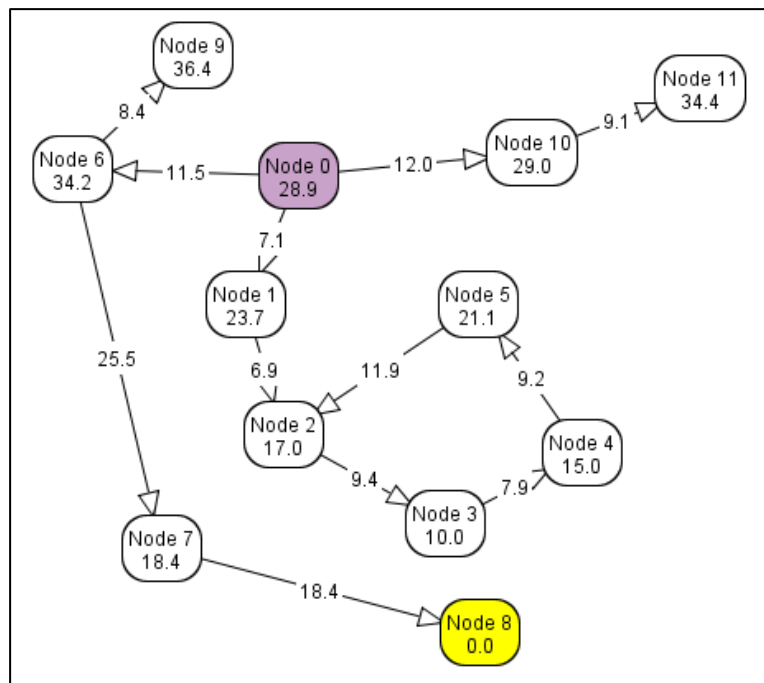 Node 9
36.4
8.4
Node 11
34.4
9.1
Node 6
34.2
11.5
Node 0
28.9
12.0
Node 10
29.0
7.1
Node 1
23.7
Node 5
21.1
25.5
6.9
11.9
9.2
Node 2
17.0
Node 4
15.0
9.4
7.9
Node 3
10.0
Node 7
18.4
18.4
Node 8
0.0